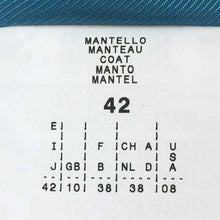 MANTELLO
MANTEAU
COAT
MANTO
MANTEL
42
E
I F CH A U S A
J GB B NL D
42 10 38 38 08